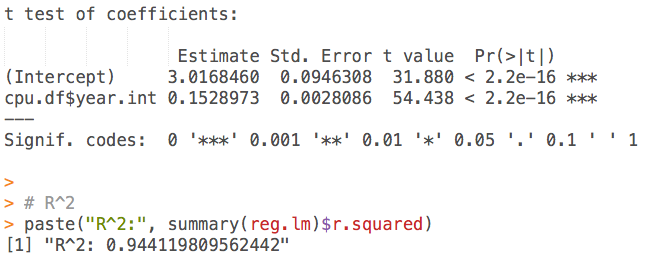 t test of coefficients:
Estimate Std. Error t value Pr(>|t|)
(Intercept) 3.0168460 0.0946308 31.880 < 2.2e-16 ***
cpu.df$year.int 0.1528973 0.0028086 54.438 < 2.2e-16 ***
---
Signif. codes: 0 '***' 0.001 '**' 0.01 '*' 0.05 '.' 0.1 ' ' 1
>
> # R^2
> paste("R^2:", summary(reg.lm)$r.squared)
[1] "R^2: 0.944119809562442"